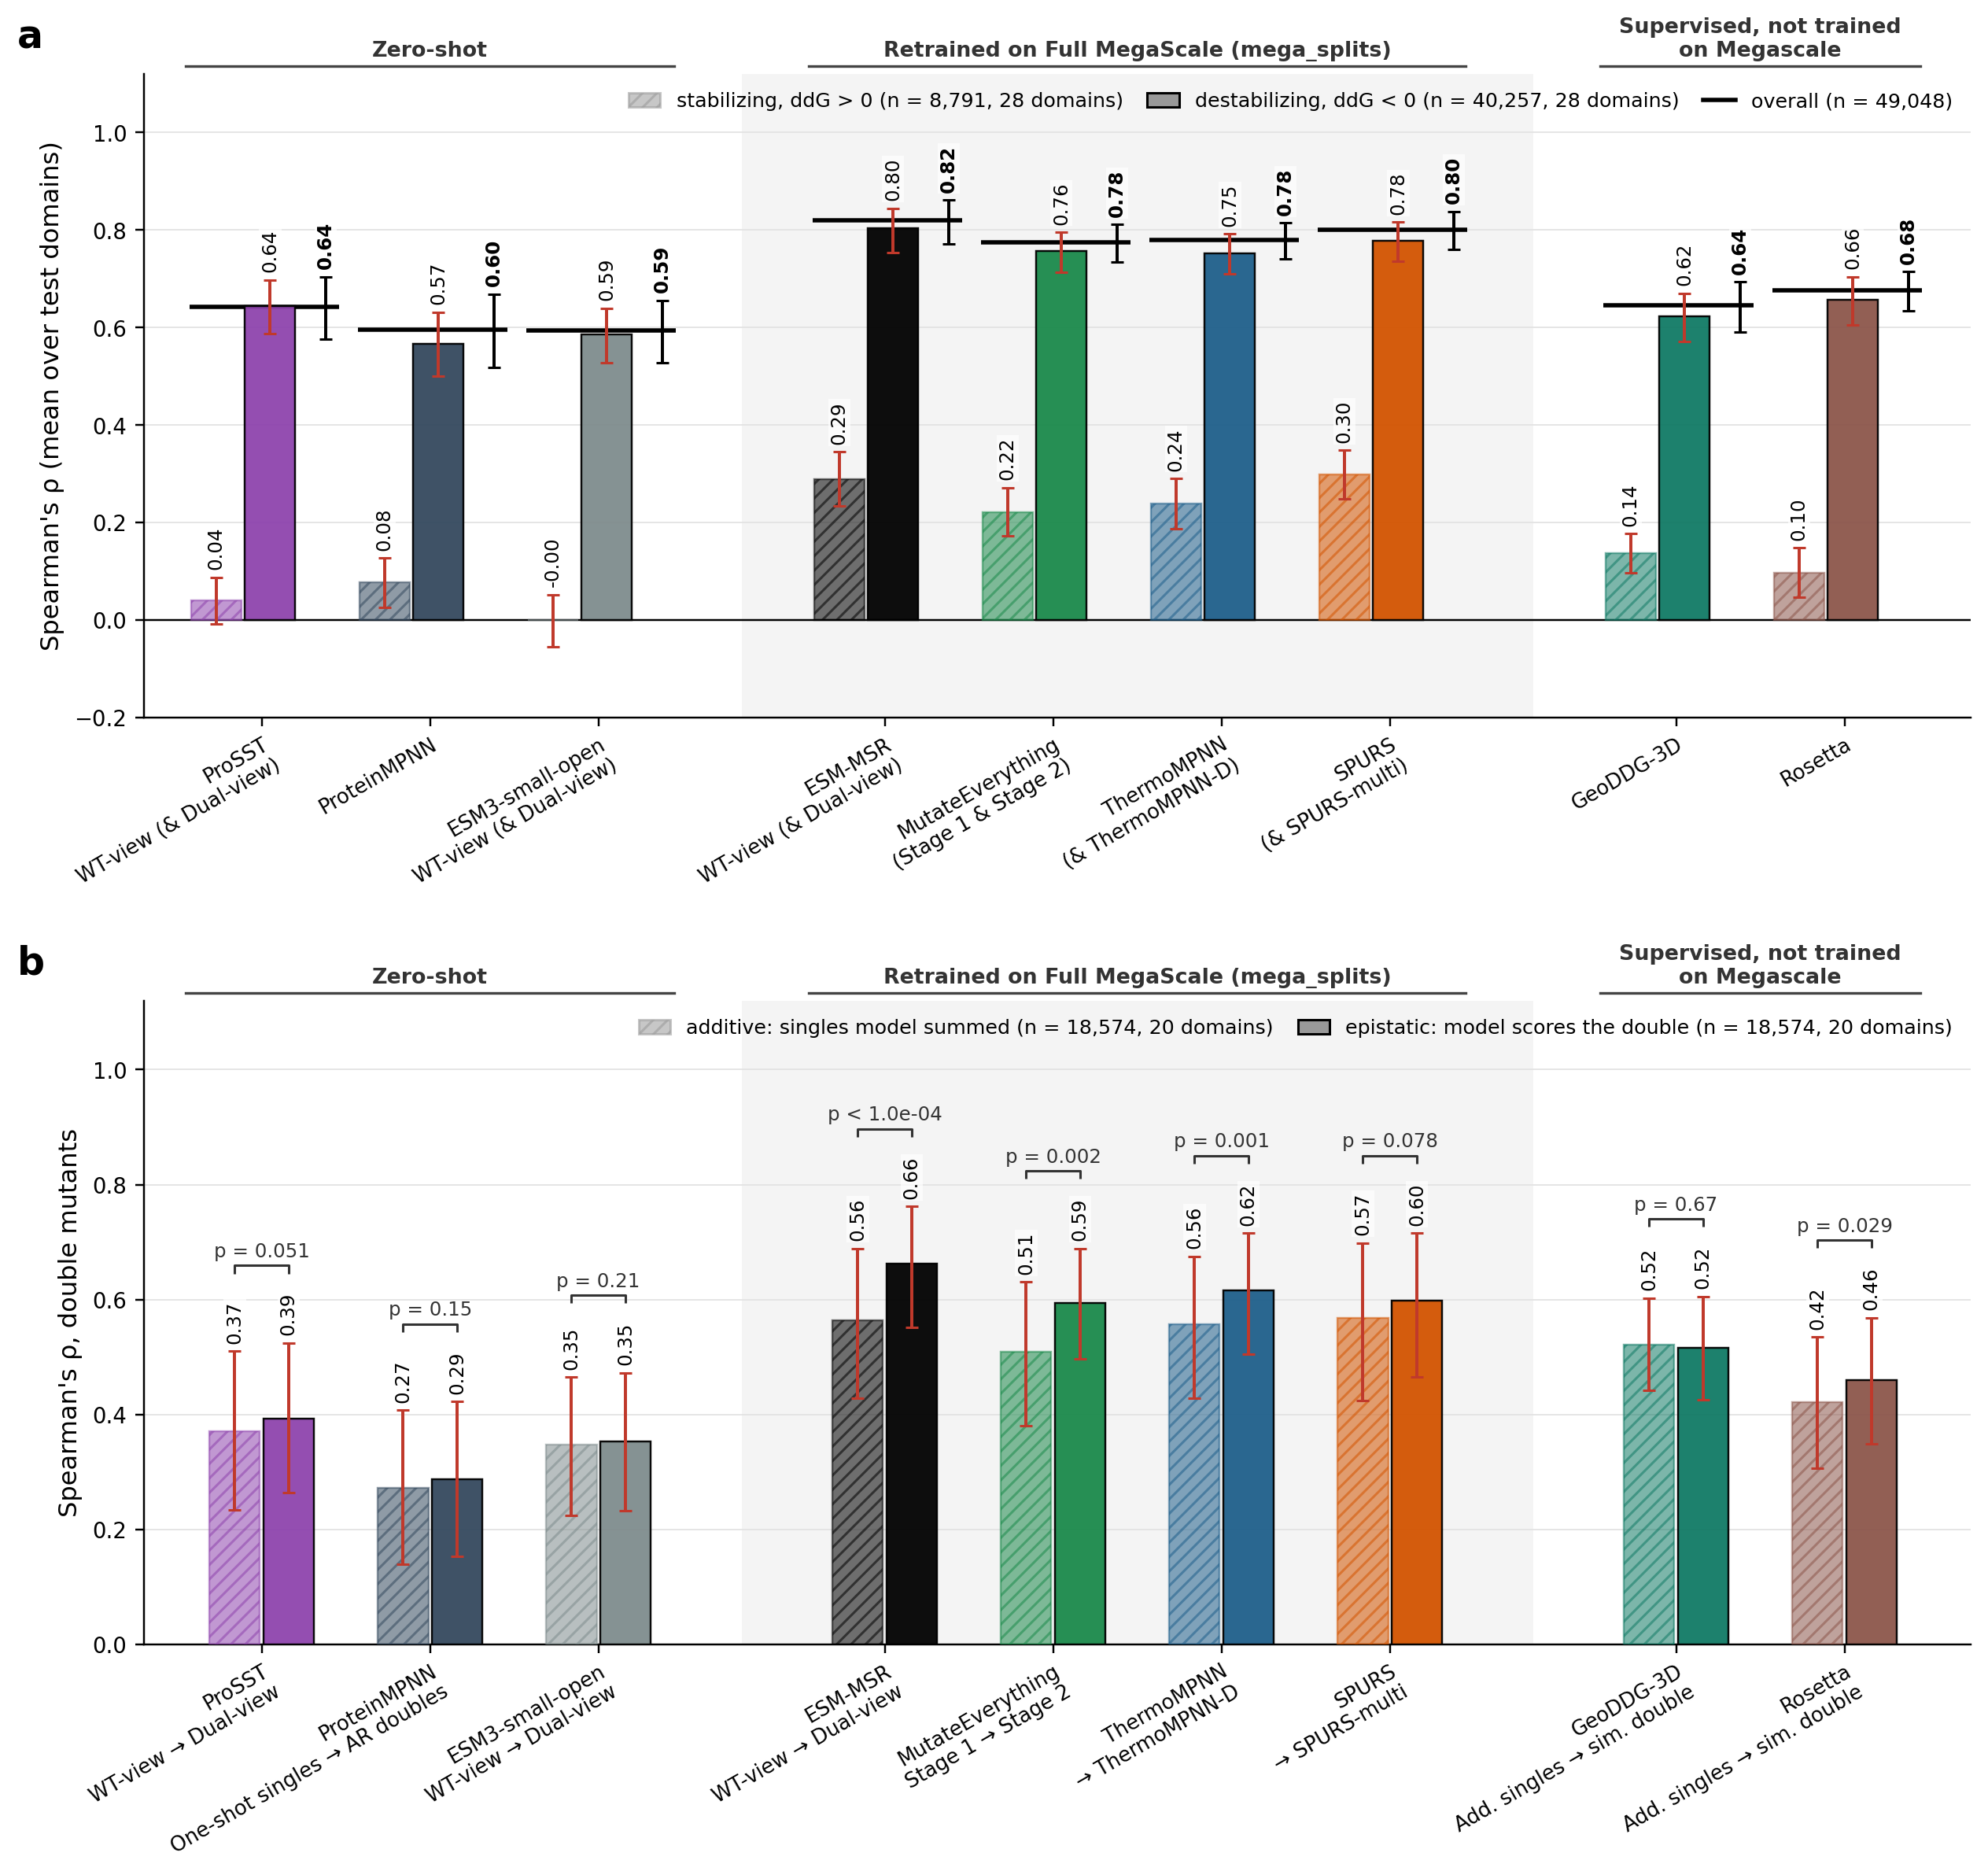 a
Zero-shot
Retrained on Full MegaScale (mega_splits)
Supervised, not trained
on Megascale
stabilizing, ddG > 0 (n = 8,791, 28 domains)
destabilizing, ddG < 0 (n = 40,257, 28 domains)
overall (n = 49,048)
Spearman's ρ (mean over test domains)
1.0
0.8
0.6
0.4
0.2
0.0
−0.2
0.04
0.64
0.64
0.08
0.57
0.60
-0.00
0.59
0.59
0.29
0.80
0.82
0.22
0.76
0.78
0.24
0.75
0.78
0.30
0.78
0.80
0.14
0.62
0.64
0.10
0.66
0.68
ProSST
WT-view (& Dual-view)
ProteinMPNN
ESM3-small-open
WT-view (& Dual-view)
ESM-MSR
WT-view (& Dual-view)
MutateEverything
(Stage 1 & Stage 2)
ThermoMPNN
(& ThermoMPNN-D)
SPURS
(& SPURS-multi)
GeoDDG-3D
Rosetta
b
Zero-shot
Retrained on Full MegaScale (mega_splits)
Supervised, not trained
on Megascale
additive: singles model summed (n = 18,574, 20 domains)
epistatic: model scores the double (n = 18,574, 20 domains)
Spearman's ρ, double mutants
1.0
0.8
0.6
0.4
0.2
0.0
p = 0.051
0.37
0.39
p = 0.15
0.27
0.29
p = 0.21
0.35
0.35
p < 1.0e-04
0.56
0.66
p = 0.002
0.51
0.59
p = 0.001
0.56
0.62
p = 0.078
0.57
0.60
p = 0.67
0.52
0.52
p = 0.029
0.42
0.46
ProSST
WT-view → Dual-view
ProteinMPNN
One-shot singles → AR doubles
ESM3-small-open
WT-view → Dual-view
ESM-MSR
WT-view → Dual-view
MutateEverything
Stage 1 → Stage 2
ThermoMPNN
→ ThermoMPNN-D
SPURS
→ SPURS-multi
GeoDDG-3D
Add. singles → sim. double
Rosetta
Add. singles → sim. double